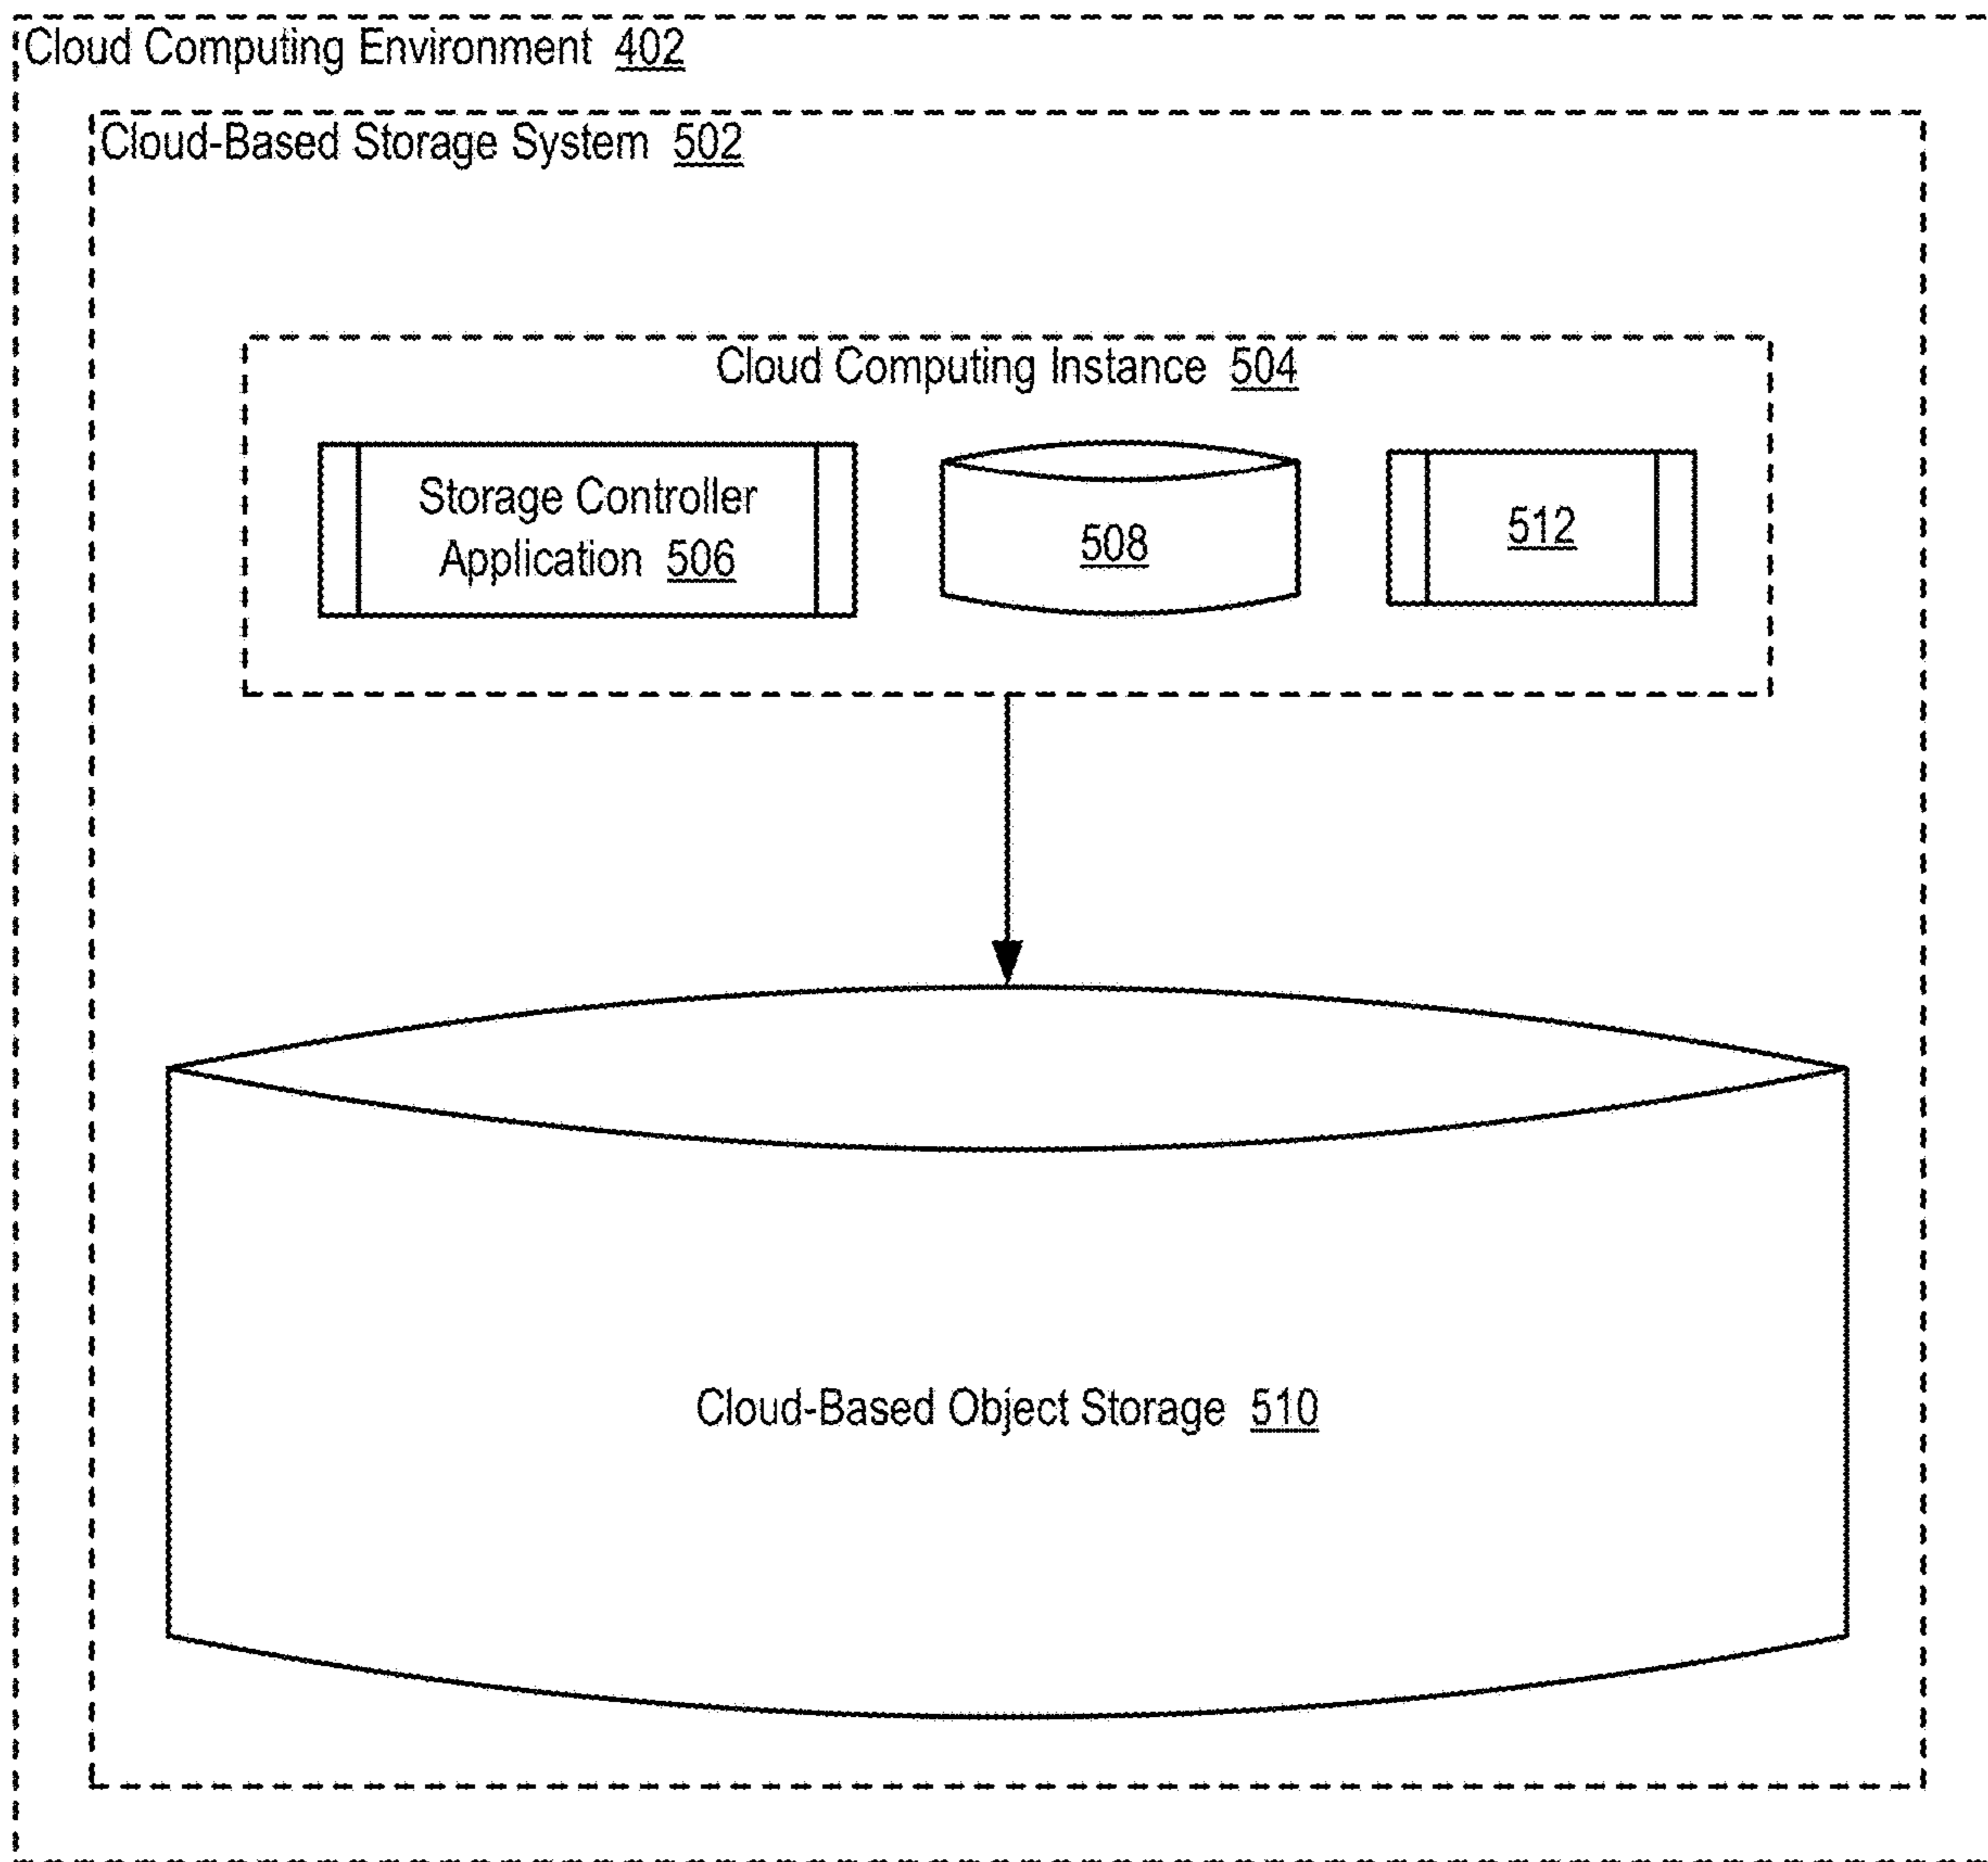 Cloud Computing Environment 402
Cloud-Based Storage System 502
Cloud Computing Instance 504
Storage Controller
Application 506
508
512
Cloud-Based Object Storage 510